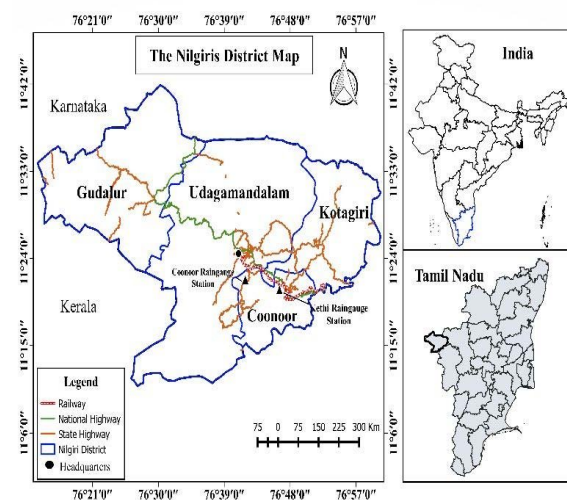 76°21'0" 76°30'0" 76°39'0" 76°48'0" 76°57'0"
The Nilgiris District Map
N
India
11°42'0"
11°42'0"
Karnataka
11°33'0"
11°33'0"
Gudalur
Udagamandalam
Kotagiri
11°24'0"
11°24'0"
Coonoor Raingauge
Station
Kethi Raingauge
Station
Tamil Nadu
Kerala
Coonoor
11°15'0"
11°15'0"
Legend
Railway
National Highway
State Highway
Nilgiri District
Headquarters
75 0 75 150 225 300 Km
11°6'0"
11°6'0"
76°21'0" 76°30'0" 76°39'0" 76°48'0" 76°57'0"